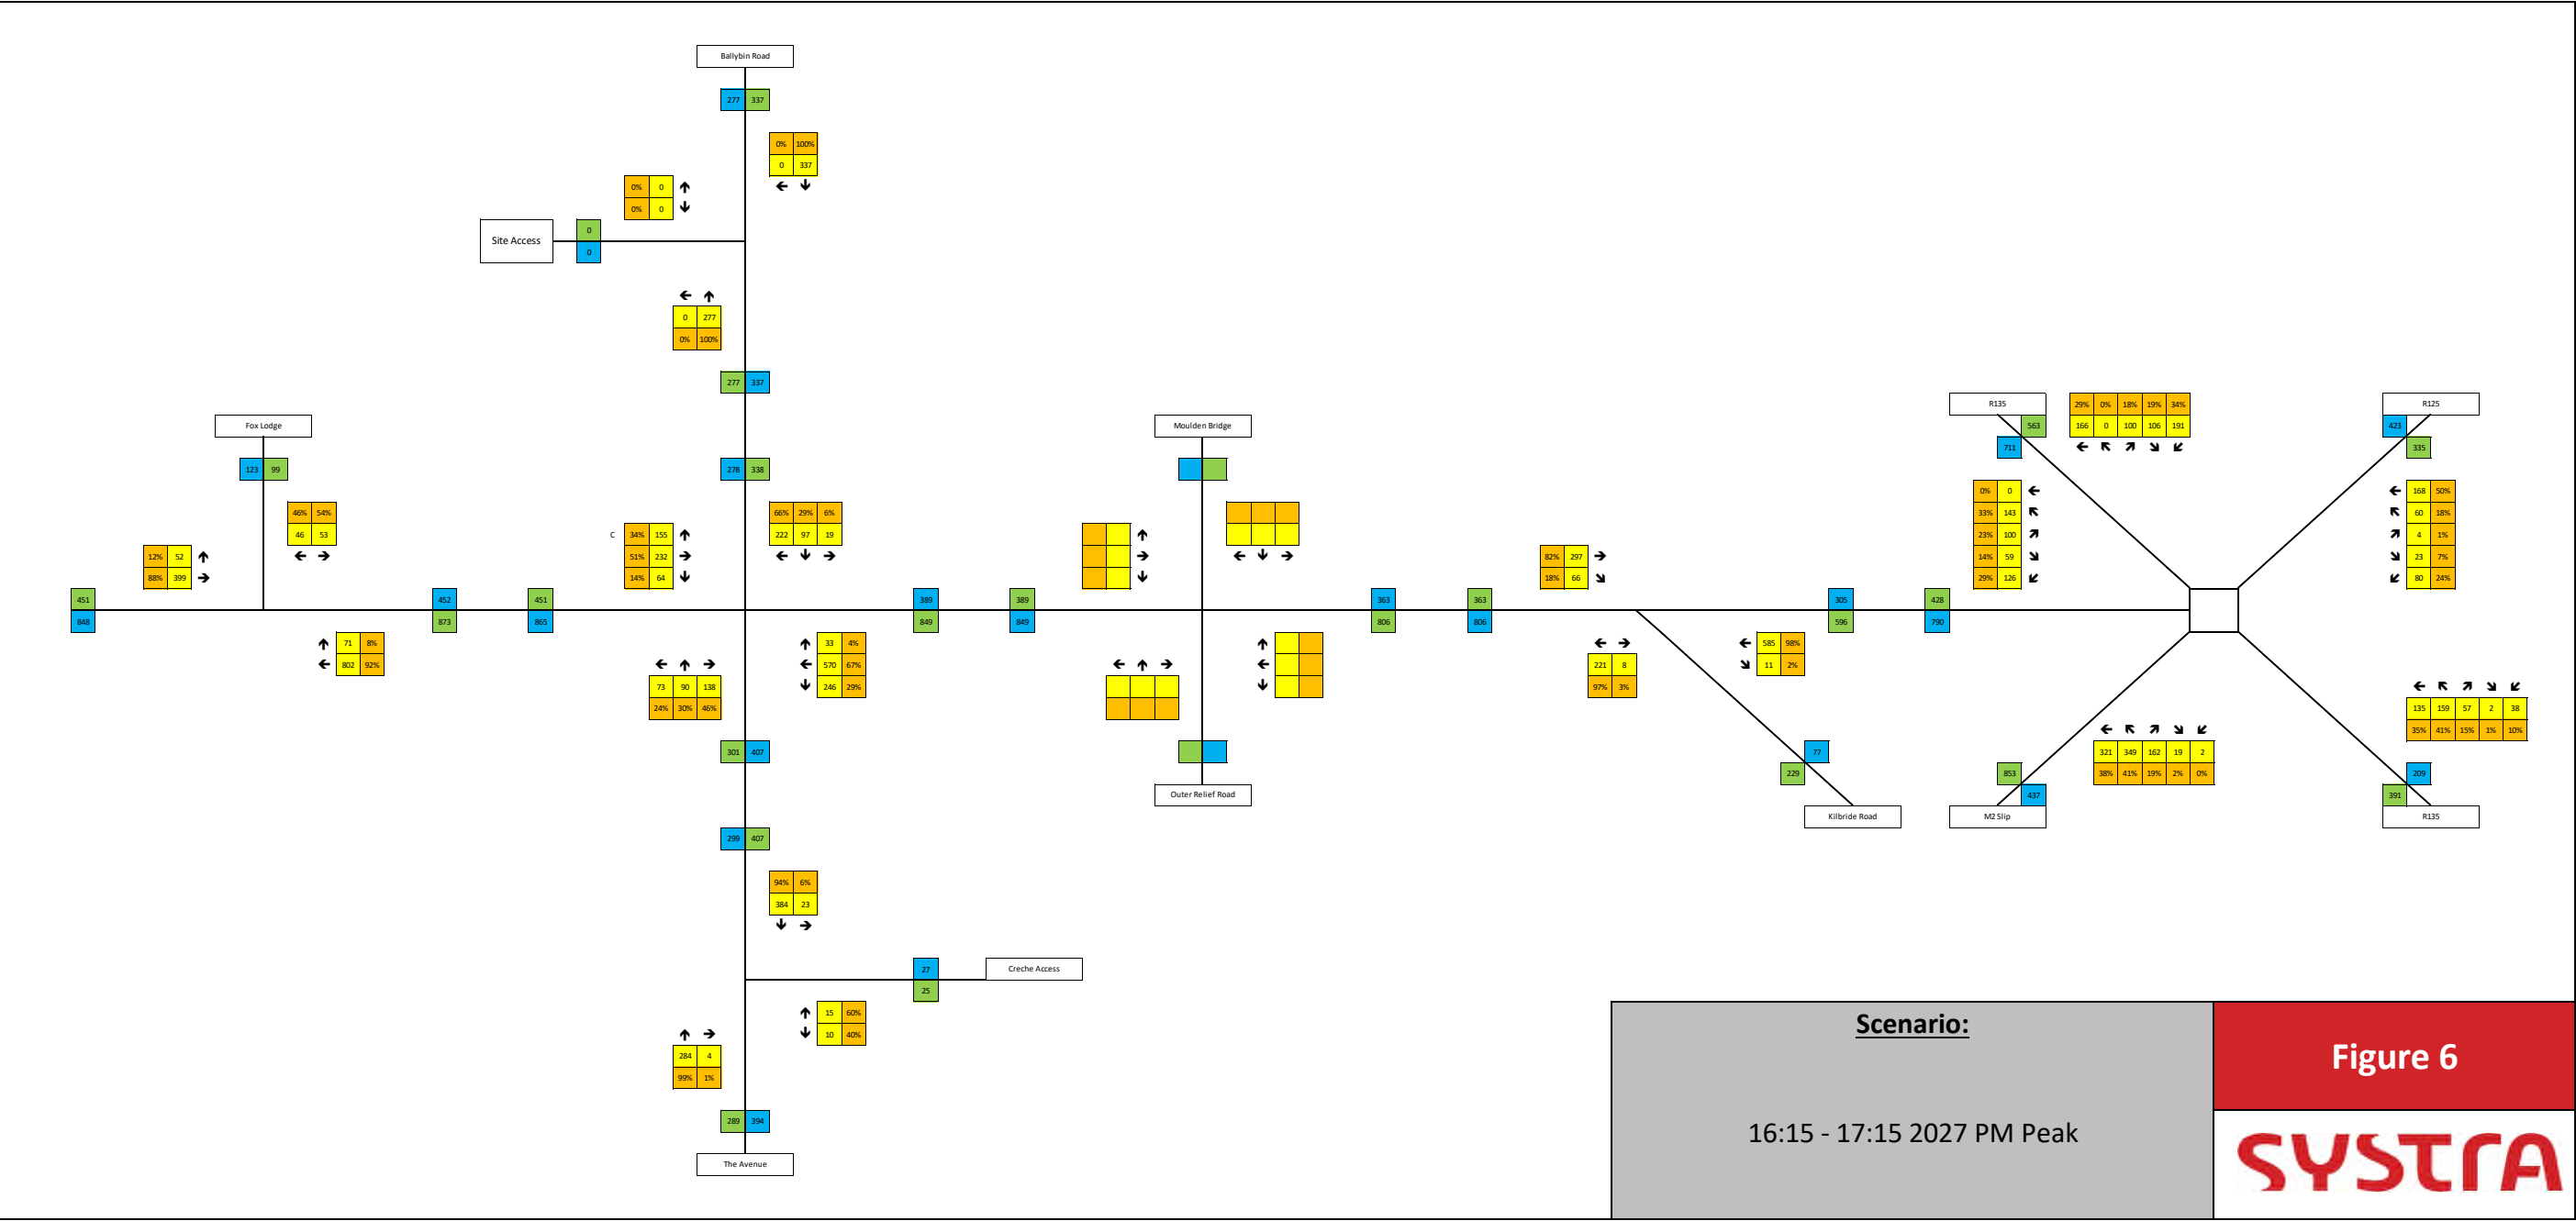 Ballybin Road
277 337
0% 100%
0 337
← ↓
0% 0 ↑
0% 0 ↓
Site Access
0
0
← ↑
0 277
0% 100%
277 337
Fox Lodge
123 99
46% 54%
46 53
← →
12% 52 ↑
88% 399 →
451
848
452
873
↑ 71 8%
← 802 92%
451
865
278 338
C 34% 155 ↑
51% 232 →
14% 64 ↓
66% 29% 6%
222 97 19
← ↓ →
← ↑ →
73 90 138
24% 30% 46%
↑ 33 4%
← 570 67%
↓ 246 29%
389
849
389
849
301 407
299 407
94% 6%
384 23
↓ →
27
25
Creche Access
↑ 15 60%
↓ 10 40%
↑ →
284 4
99% 1%
289 394
The Avenue
Moulden Bridge
↑
→
↓
← ↓ →
← ↑ →
↑
←
↓
Outer Relief Road
363
806
363
806
82% 297 →
18% 66 ↘
← →
221 8
97% 3%
← 585 98%
↘ 11 2%
305
596
428
790
77
229
Kilbride Road
R135
563
711
29% 0% 18% 19% 34%
166 0 100 106 191
← ↖ ↗ ↘ ↙
0% 0 ←
33% 143 ↖
23% 100 ↗
14% 59 ↘
29% 126 ↙
R125
423
335
← 168 50%
↖ 60 18%
↗ 4 1%
↘ 23 7%
↙ 80 24%
← ↖ ↗ ↘ ↙
321 349 162 19 2
38% 41% 19% 2% 0%
853
437
M2 Slip
← ↖ ↗ ↘ ↙
135 159 57 2 38
35% 41% 15% 1% 10%
209
391
R135
Scenario:
16:15 - 17:15 2027 PM Peak
Figure 6
SYSTRA